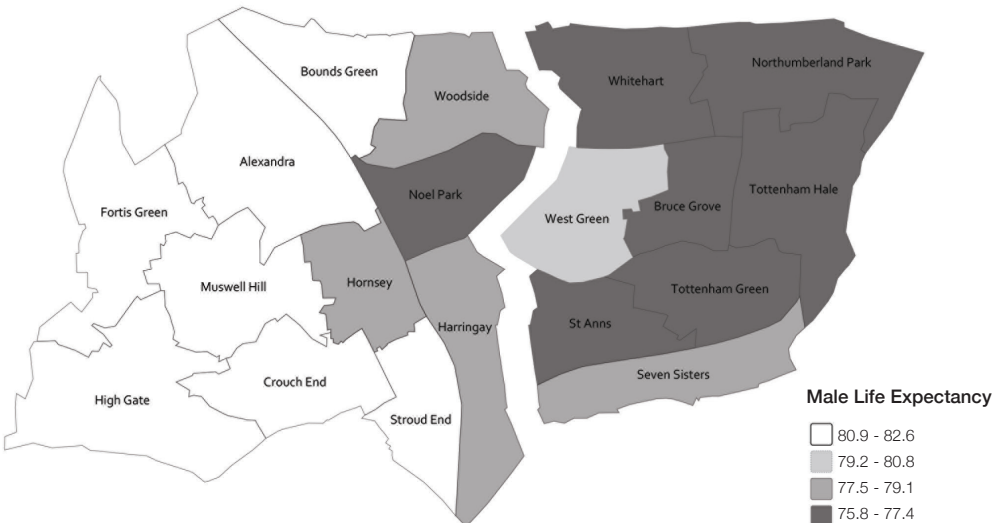 Bounds Green
Woodside
Whitehart
Northumberland Park
Alexandra
Noel Park
Tottenham Hale
Fortis Green
West Green
Bruce Grove
Muswell Hill
Hornsey
Tottenham Green
Harringay
St Anns
Seven Sisters
High Gate
Crouch End
Stroud End
Male Life Expectancy
80.9 - 82.6
79.2 - 80.8
77.5 - 79.1
75.8 - 77.4